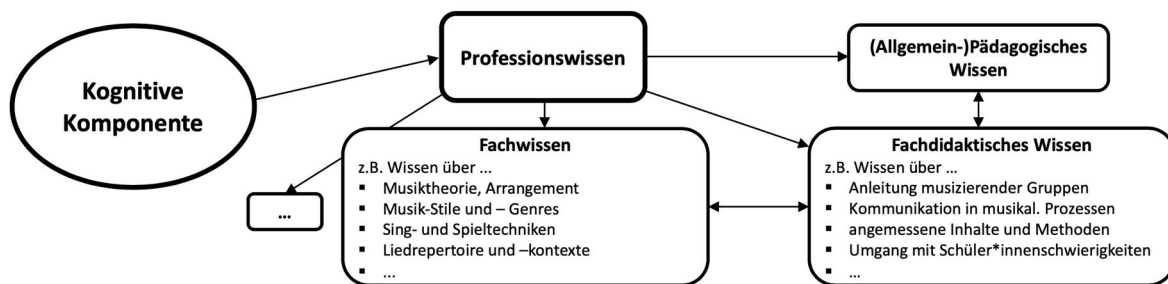 Kognitive
Komponente
Professionswissen
(Allgemein-)Pädagogisches
Wissen
...
Fachwissen
z.B. Wissen über ...
▪ Musiktheorie, Arrangement
▪ Musik-Stile und – Genres
▪ Sing- und Spieltechniken
▪ Liedrepertoire und –kontexte
▪ ...
Fachdidaktisches Wissen
z.B. Wissen über ...
▪ Anleitung musizierender Gruppen
▪ Kommunikation in musikal. Prozessen
▪ angemessene Inhalte und Methoden
▪ Umgang mit Schüler*innenschwierigkeiten
▪ ...